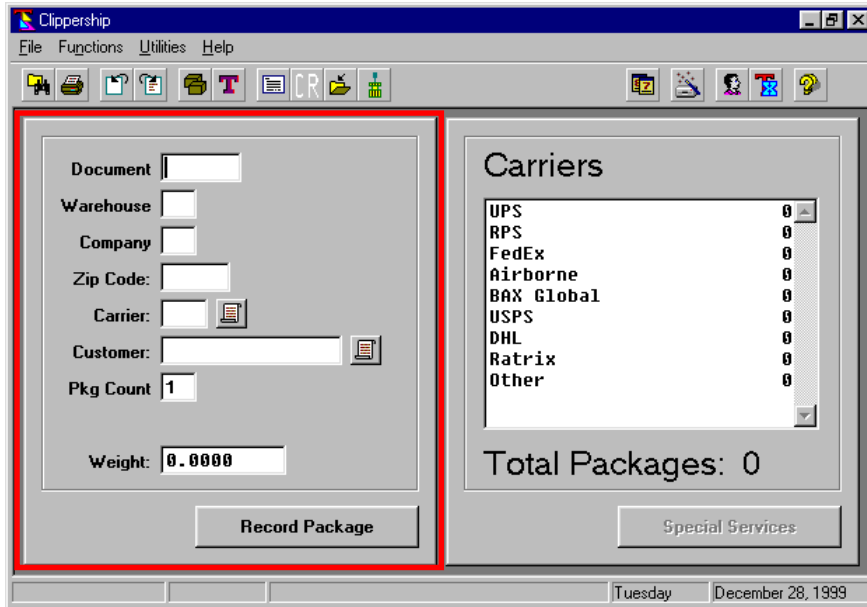 Clippership
File Functions Utilities Help
CR
Document
Warehouse
Company
Zip Code:
Carrier:
Customer:
Pkg Count 1
Weight: 0.0000
Record Package
Carriers
UPS 0
RPS 0
FedEx 0
Airborne 0
BAX Global 0
USPS 0
DHL 0
Ratrix 0
Other 0
Total Packages: 0
Special Services
Tuesday December 28, 1999